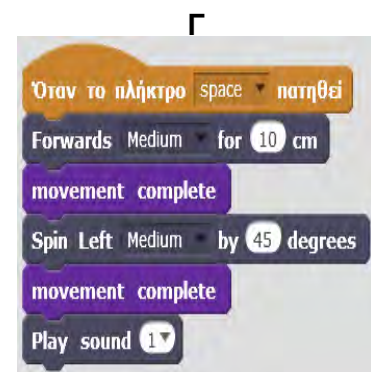 Γ
Όταν το πλήκτρο space πατηθεί
Forwards Medium for 10 cm
movement complete
Spin Left Medium by 45 degrees
movement complete
Play sound 1